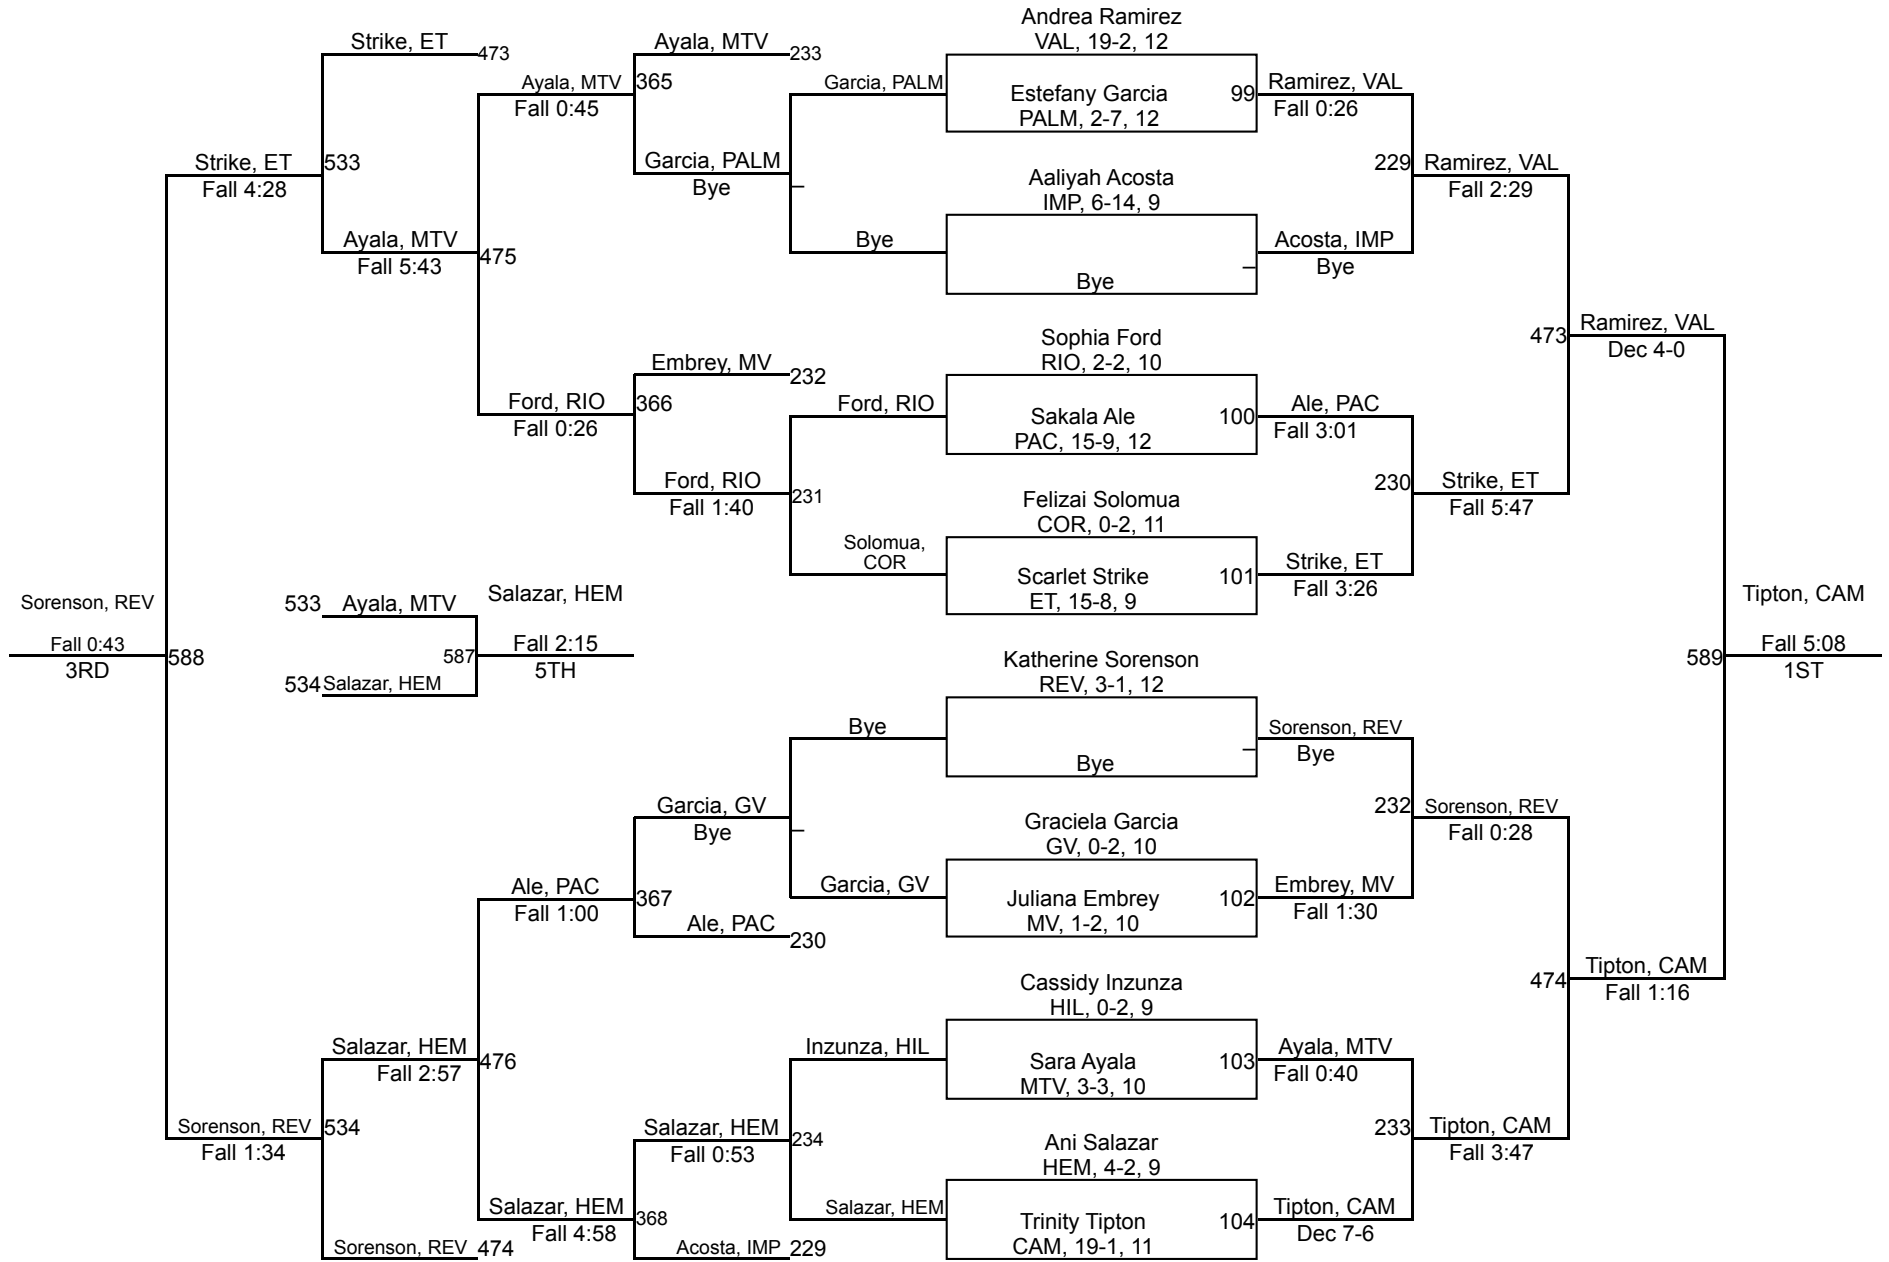 Andrea Ramirez
VAL, 19-2, 12
Strike, ET
473
Ayala, MTV
233
Ayala, MTV
365
Fall 0:45
Garcia, PALM
Estefany Garcia
PALM, 2-7, 12
99
Ramirez, VAL
Fall 0:26
Strike, ET
533
Fall 4:28
Garcia, PALM
Bye
–
Aaliyah Acosta
IMP, 6-14, 9
229
Ramirez, VAL
Fall 2:29
Ayala, MTV
475
Fall 5:43
Bye
Bye
–
Acosta, IMP
Bye
Sophia Ford
RIO, 2-2, 10
473
Ramirez, VAL
Dec 4-0
Embrey, MV
232
Ford, RIO
366
Fall 0:26
Ford, RIO
Sakala Ale
PAC, 15-9, 12
100
Ale, PAC
Fall 3:01
Ford, RIO
231
Fall 1:40
Felizai Solomua
COR, 0-2, 11
230
Strike, ET
Fall 5:47
Solomua,
COR
Scarlet Strike
ET, 15-8, 9
101
Strike, ET
Fall 3:26
Sorenson, REV
Fall 0:43
3RD
588
533
Ayala, MTV
587
534
Salazar, HEM
Salazar, HEM
Fall 2:15
5TH
Tipton, CAM
589
Fall 5:08
1ST
Katherine Sorenson
REV, 3-1, 12
Bye
Bye
–
Sorenson, REV
Bye
Garcia, GV
Bye
–
Graciela Garcia
GV, 0-2, 10
232
Sorenson, REV
Fall 0:28
Ale, PAC
367
Fall 1:00
Garcia, GV
Juliana Embrey
MV, 1-2, 10
102
Embrey, MV
Fall 1:30
Ale, PAC
230
Cassidy Inzunza
HIL, 0-2, 9
474
Tipton, CAM
Fall 1:16
Salazar, HEM
476
Fall 2:57
Inzunza, HIL
Sara Ayala
MTV, 3-3, 10
103
Ayala, MTV
Fall 0:40
Sorenson, REV
534
Fall 1:34
Salazar, HEM
234
Fall 0:53
Ani Salazar
HEM, 4-2, 9
233
Tipton, CAM
Fall 3:47
Salazar, HEM
368
Fall 4:58
Salazar, HEM
Trinity Tipton
CAM, 19-1, 11
104
Tipton, CAM
Dec 7-6
Sorenson, REV
474
Acosta, IMP
229